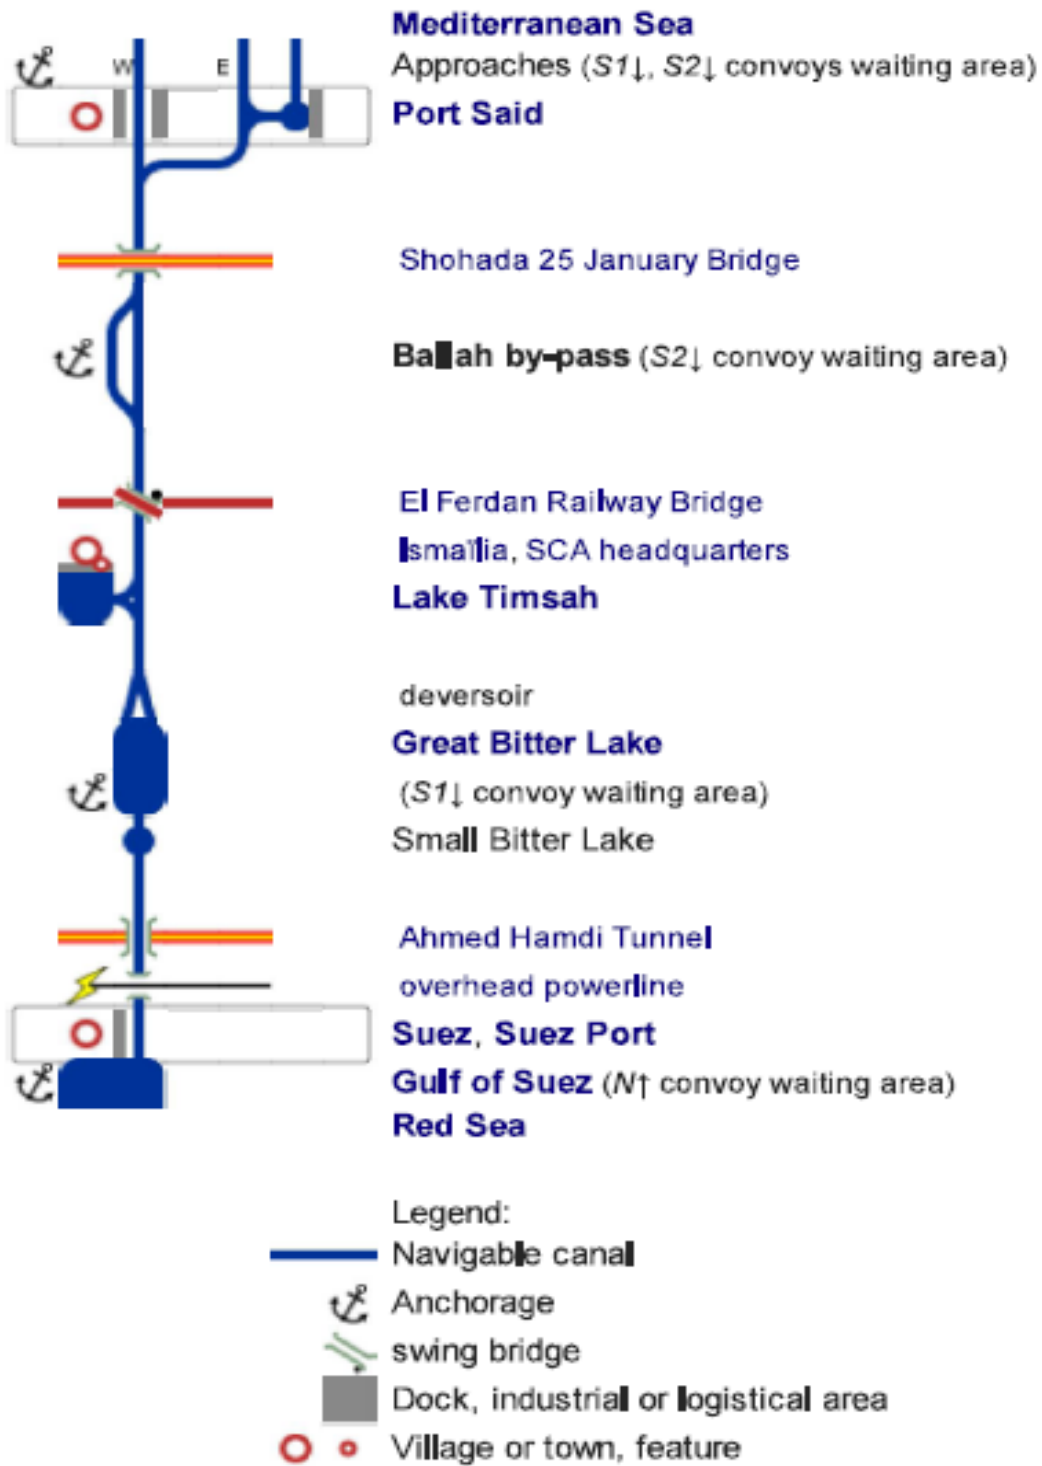 Mediterranean Sea
W E Approaches (S1↓, S2↓ convoys waiting area)
Port Said
Shohada 25 January Bridge
Ballah by-pass (S2↓ convoy waiting area)
El Ferdan Railway Bridge
Ismaïlia, SCA headquarters
Lake Timsah
deversoir
Great Bitter Lake
(S1↓ convoy waiting area)
Small Bitter Lake
Ahmed Hamdi Tunnel
overhead powerline
Suez, Suez Port
Gulf of Suez (N↑ convoy waiting area)
Red Sea
Legend:
Navigable canal
Anchorage
swing bridge
Dock, industrial or logistical area
Village or town, feature